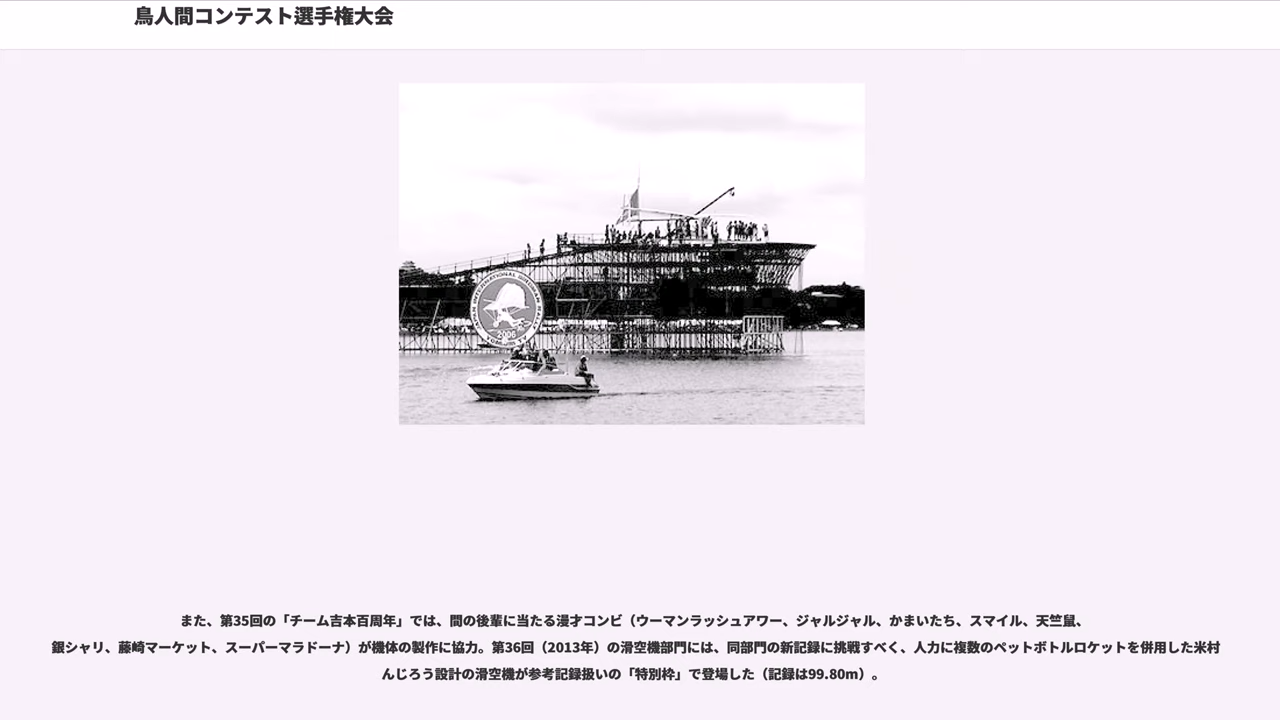 鳥人間コンテスト選手権大会
2006
また、第35回の「チーム吉本百周年」では、間の後輩に当たる漫才コンビ（ウーマンラッシュアワー、ジャルジャル、かまいたち、スマイル、天竺鼠、
銀シャリ、藤崎マーケット、スーパーマラドーナ）が機体の製作に協力。第36回（2013年）の滑空機部門には、同部門の新記録に挑戦すべく、人力に複数のペットボトルロケットを併用した米村
んじろう設計の滑空機が参考記録扱いの「特別枠」で登場した（記録は99.80m）。